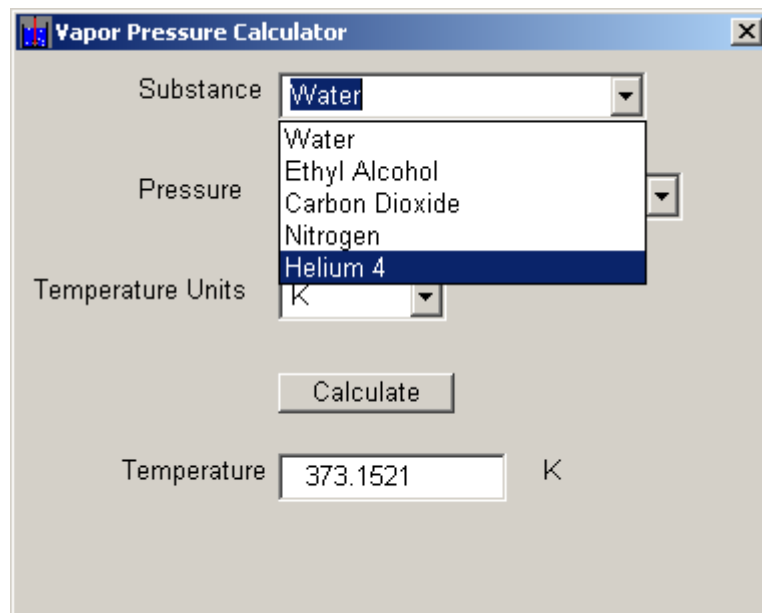 Vapor Pressure Calculator
Substance Water
Water
Ethyl Alcohol
Pressure
Carbon Dioxide
Nitrogen
Helium 4
Temperature Units K
Calculate
Temperature 373.1521 K